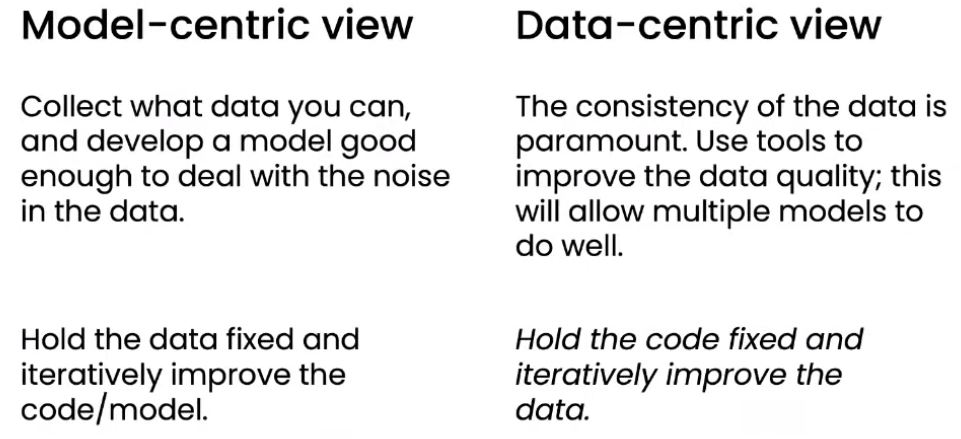 Model-centric view
Collect what data you can,
and develop a model good
enough to deal with the noise
in the data.
Hold the data fixed and
iteratively improve the
code/model.
Data-centric view
The consistency of the data is
paramount. Use tools to
improve the data quality; this
will allow multiple models to
do well.
Hold the code fixed and
iteratively improve the
data.